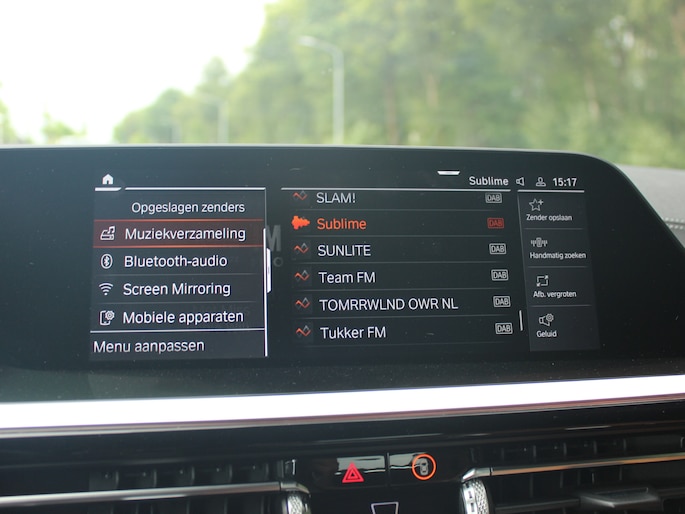 Sublime 15:17
Opgeslagen zenders
Muziekverzameling
Bluetooth-audio
Screen Mirroring
Mobiele apparaten
Menu aanpassen
SLAM! DAB
Sublime DAB
SUNLITE DAB
Team FM DAB
TOMRRWLND OWR NL DAB
Tukker FM DAB
Zender opslaan
Handmatig zoeken
Afb. vergroten
Geluid